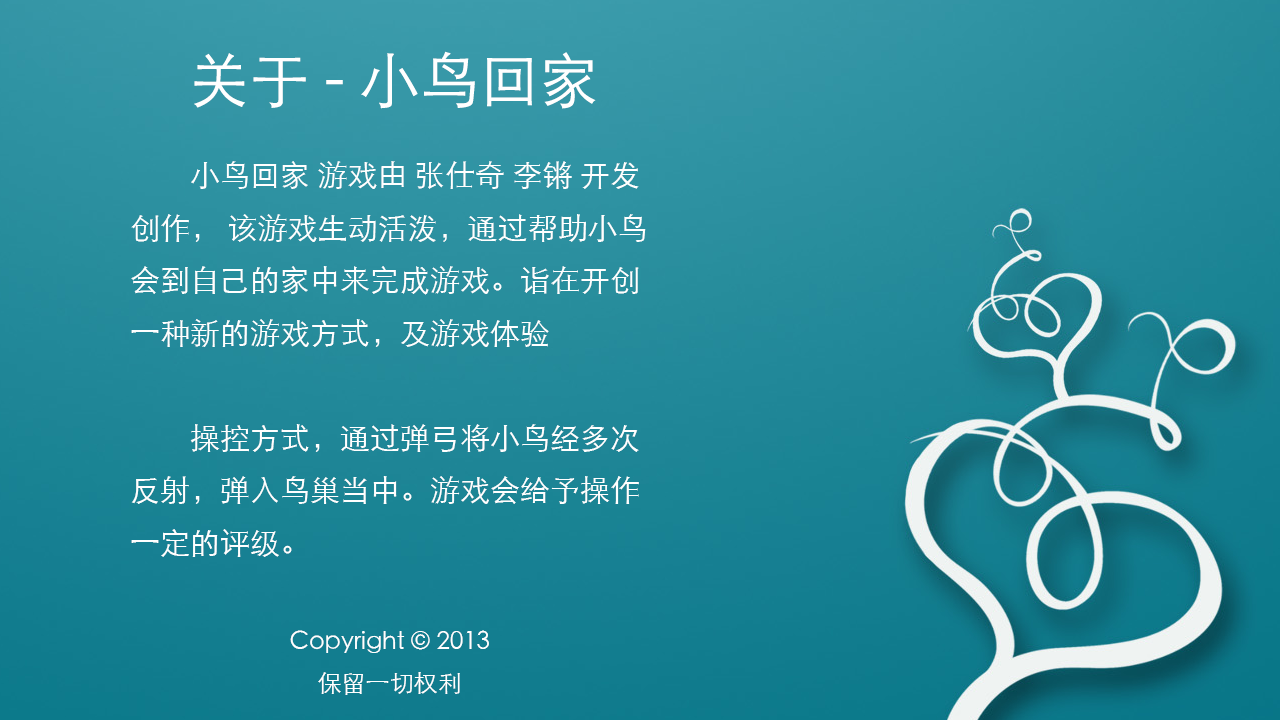 关于 - 小鸟回家
小鸟回家 游戏由 张仕奇 李锵 开发
创作， 该游戏生动活泼，通过帮助小鸟
会到自己的家中来完成游戏。诣在开创
一种新的游戏方式，及游戏体验
操控方式，通过弹弓将小鸟经多次
反射，弹入鸟巢当中。游戏会给予操作
一定的评级。
Copyright © 2013
保留一切权利